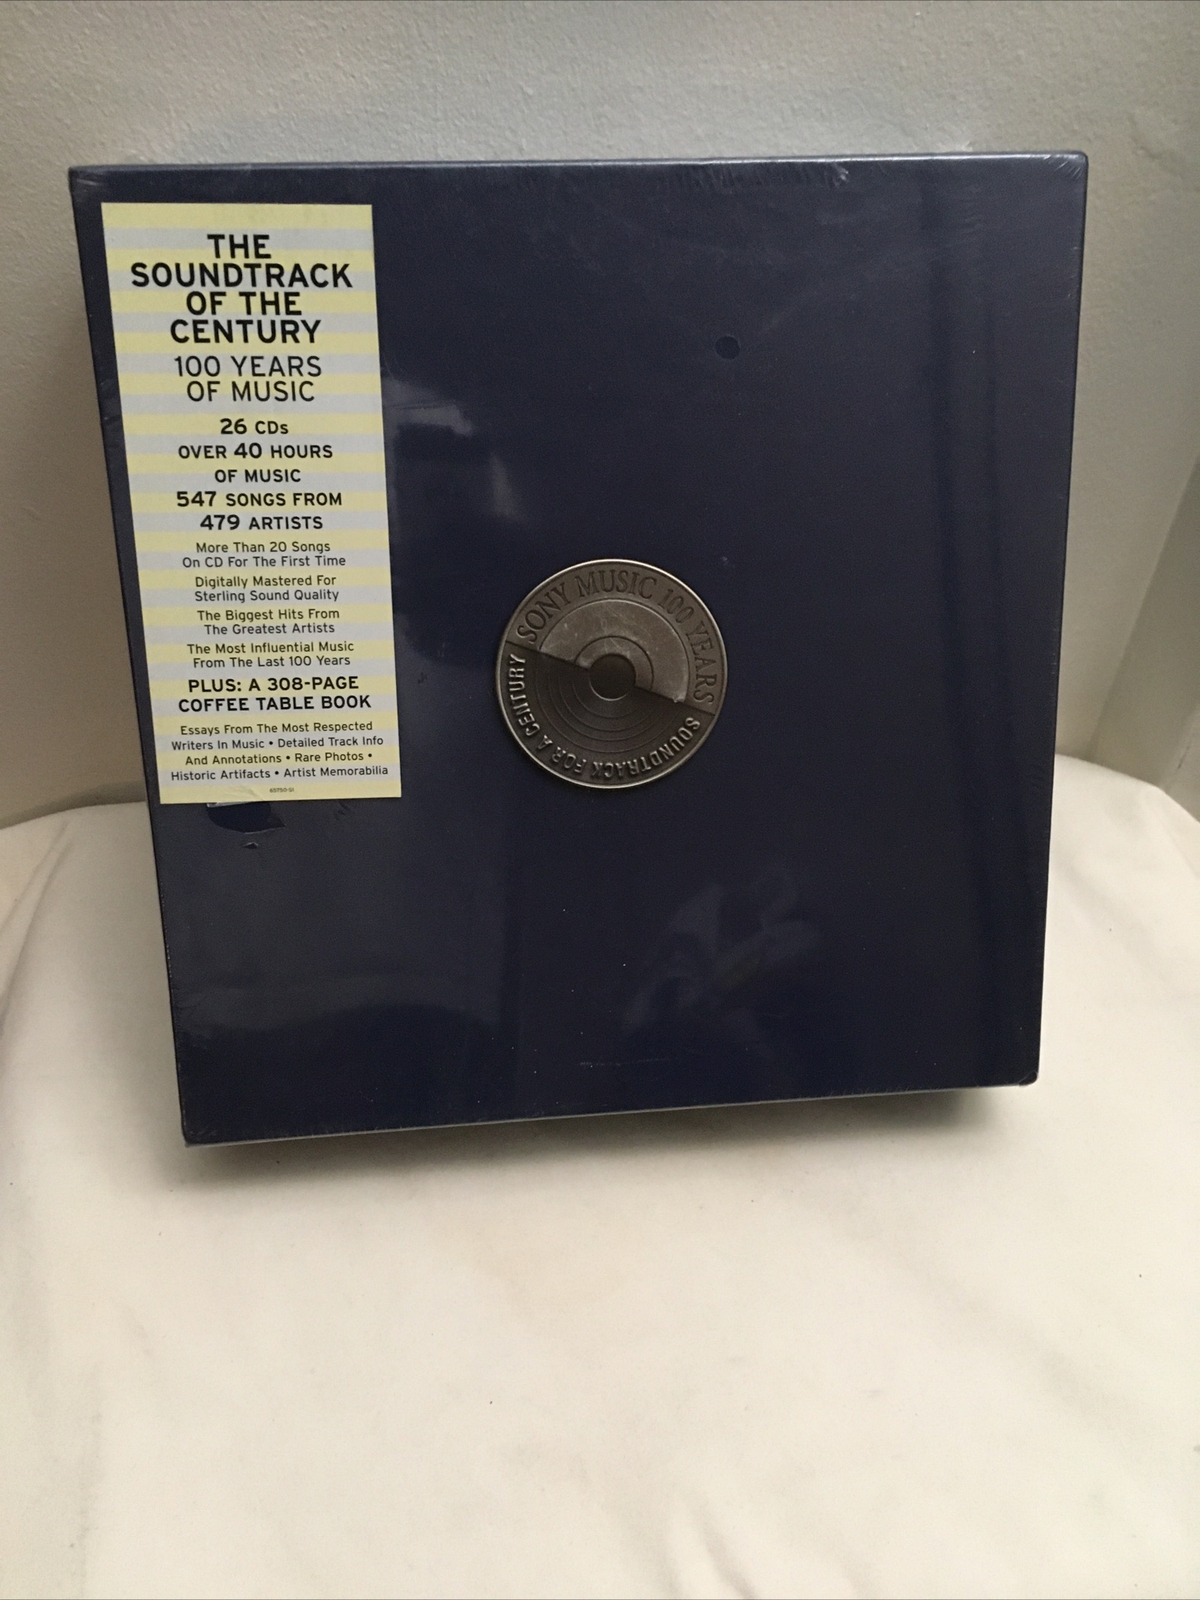 THE
SOUNDTRACK
OF THE
CENTURY
100 YEARS
OF MUSIC
26 CDs
OVER 40 HOURS
OF MUSIC
547 SONGS FROM
479 ARTISTS
More Than 20 Songs
On CD For The First Time
Digitally Mastered For
Sterling Sound Quality
The Biggest Hits From
The Greatest Artists
The Most Influential Music
From The Last 100 Years
PLUS: A 308-PAGE
COFFEE TABLE BOOK
Essays From The Most Respected
Writers In Music • Detailed Track Info
And Annotations • Rare Photos •
Historic Artifacts • Artist Memorabilia
SONY MUSIC 100 YEARS
SOUNDTRACK FOR A CENTURY